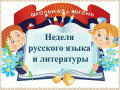 Неделя
русского языка
и литературы